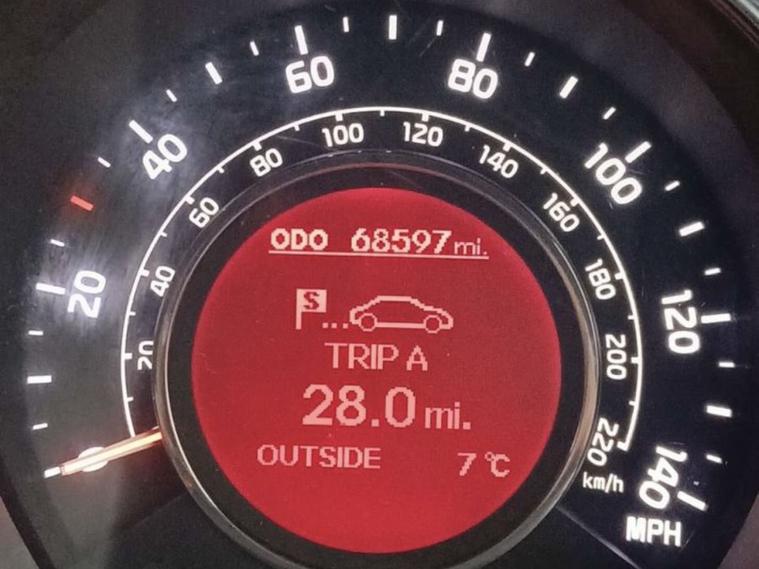 60 80
40 100
20 120
140
MPH
100 120
80 140
60 160
40 180
20 200
220
km/h
ODO 68597 mi.
S
TRIP A
28.0 mi.
OUTSIDE 7 °C